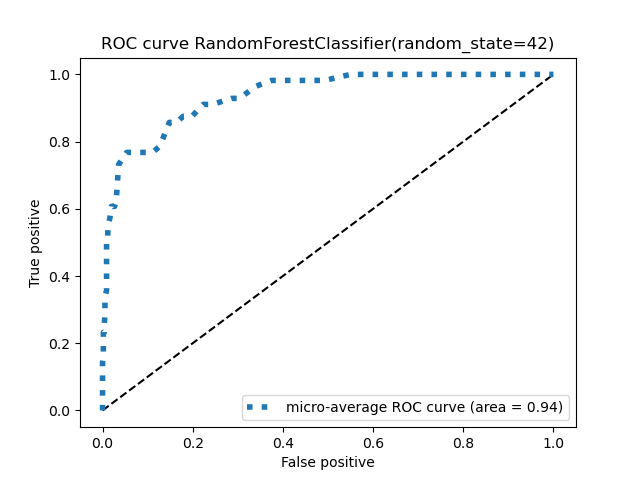 ROC curve RandomForestClassifier(random_state=42)
1.0
0.8
0.6
0.4
0.2
0.0
True positive
micro-average ROC curve (area = 0.94)
0.0 0.2 0.4 0.6 0.8 1.0
False positive